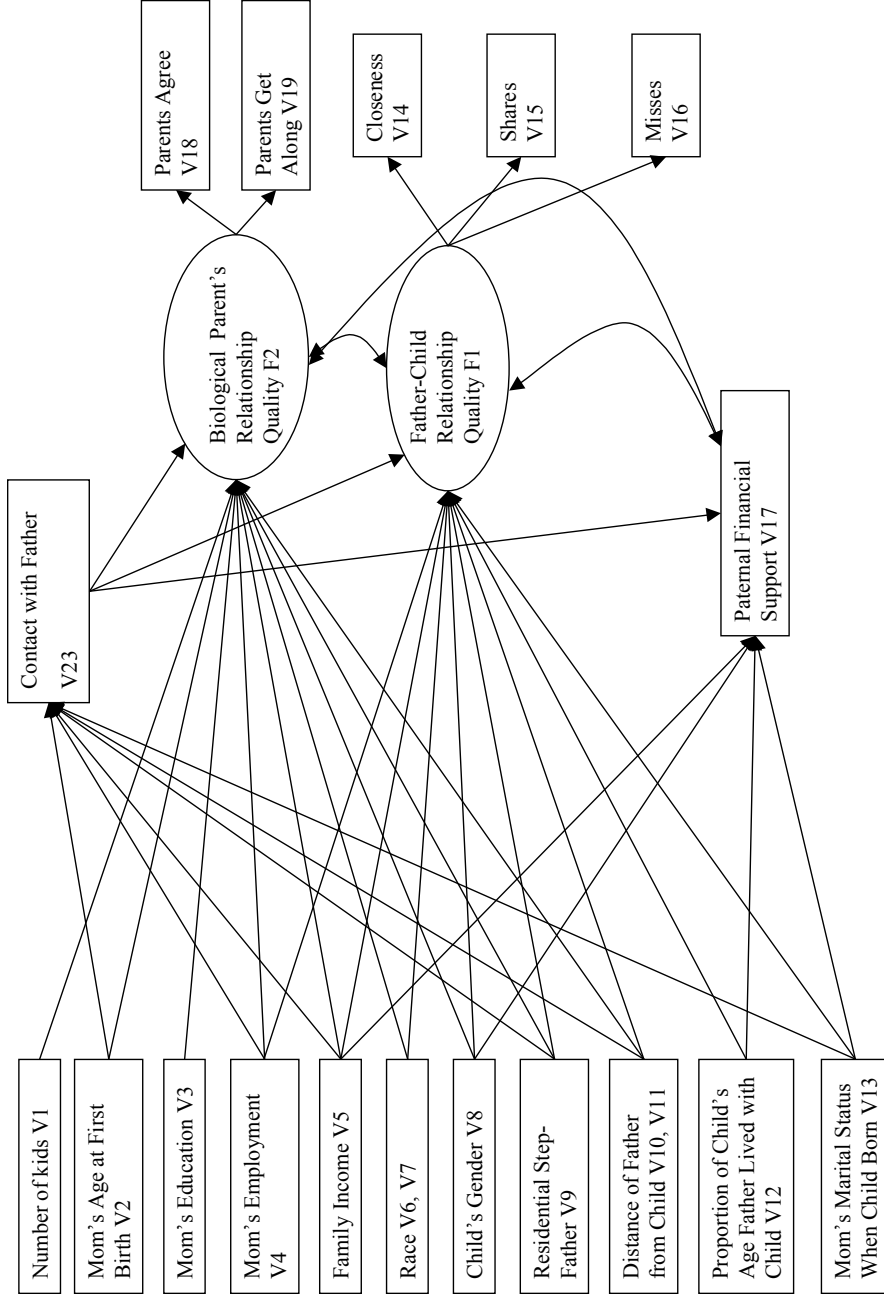 Number of kids V1
Mom's Age at First
Birth V2
Mom's Education V3
Mom's Employment
V4
Family Income V5
Race V6, V7
Child's Gender V8
Residential Step-
Father V9
Distance of Father
from Child V10, V11
Proportion of Child's
Age Father Lived with
Child V12
Mom's Marital Status
When Child Born V13
Contact with Father
V23
Biological Parent's
Relationship
Quality F2
Father-Child
Relationship
Quality F1
Paternal Financial
Support V17
Parents Agree
V18
Parents Get
Along V19
Closeness
V14
Shares
V15
Misses
V16